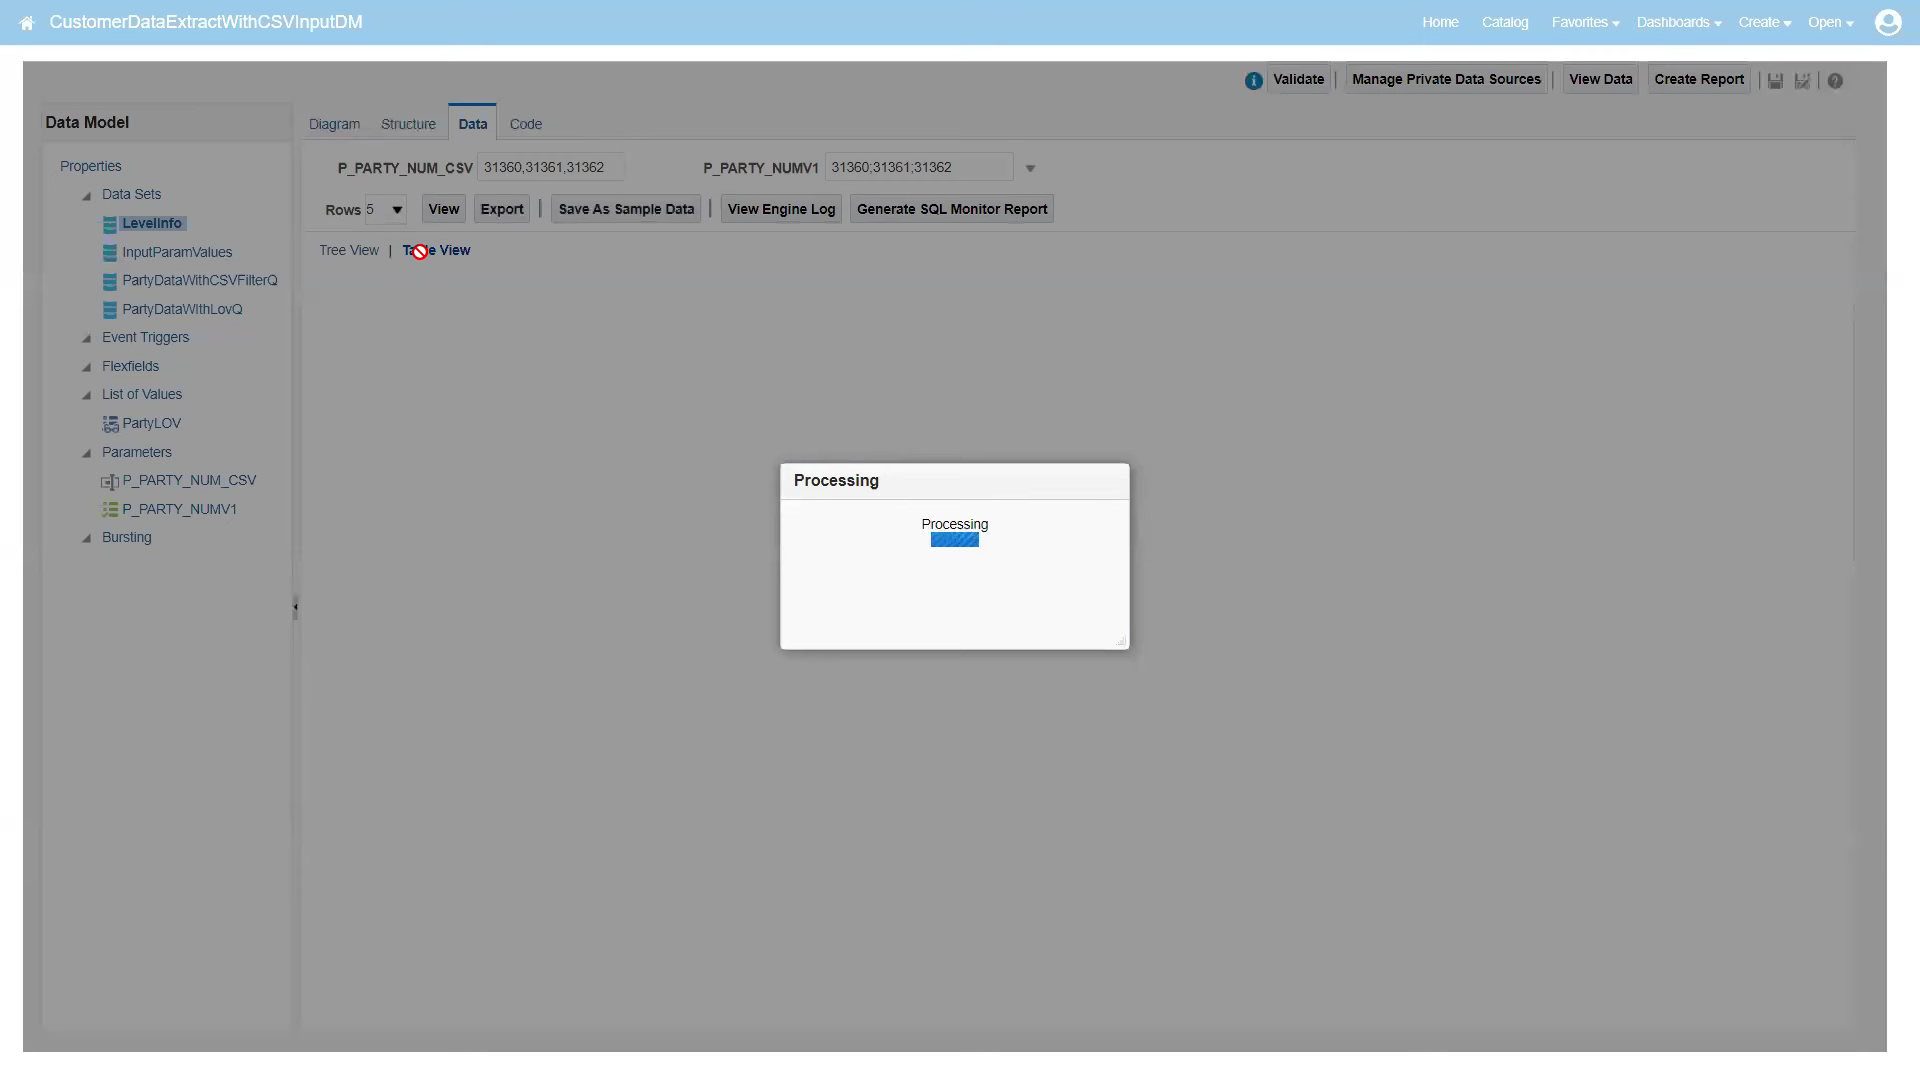 CustomerDataExtractWithCSVInputDM
Home Catalog Favorites Dashboards Create Open
Validate Manage Private Data Sources View Data Create Report
Data Model
Diagram Structure Data Code
Properties
P_PARTY_NUM_CSV 31360,31361,31362 P_PARTY_NUMV1 31360;31361;31362
Data Sets
Rows 5 View Export Save As Sample Data View Engine Log Generate SQL Monitor Report
LevelInfo
Tree View | View
InputParamValues
PartyDataWithCSVFilterQ
PartyDataWIthLovQ
Event Triggers
Flexfields
List of Values
PartyLOV
Parameters
P_PARTY_NUM_CSV
P_PARTY_NUMV1
Bursting
Processing
Processing